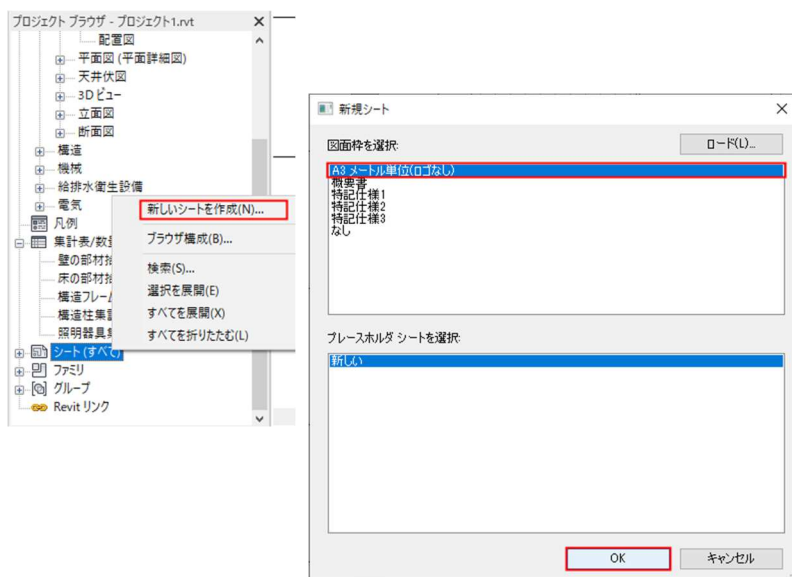 プロジェクト ブラウザ - プロジェクト1.rvt
配置図
平面図 (平面詳細図)
天井伏図
3D ビュー
立面図
断面図
構造
機械
給排水衛生設備
電気
凡例
集計表/数量
壁の部材拾
床の部材拾
構造フレーム
構造柱集計
照明器具集
シート (すべて)
ファミリ
グループ
Revit リンク
新しいシートを作成(N)...
ブラウザ構成(B)...
検索(S)...
選択を展開(E)
すべてを展開(X)
すべてを折りたたむ(L)
新規シート
図面枠を選択:
ロード(L)...
A3 メートル単位(ロゴなし)
概要書
特記仕様1
特記仕様2
特記仕様3
なし
プレースホルダ シートを選択:
新しい
OK
キャンセル